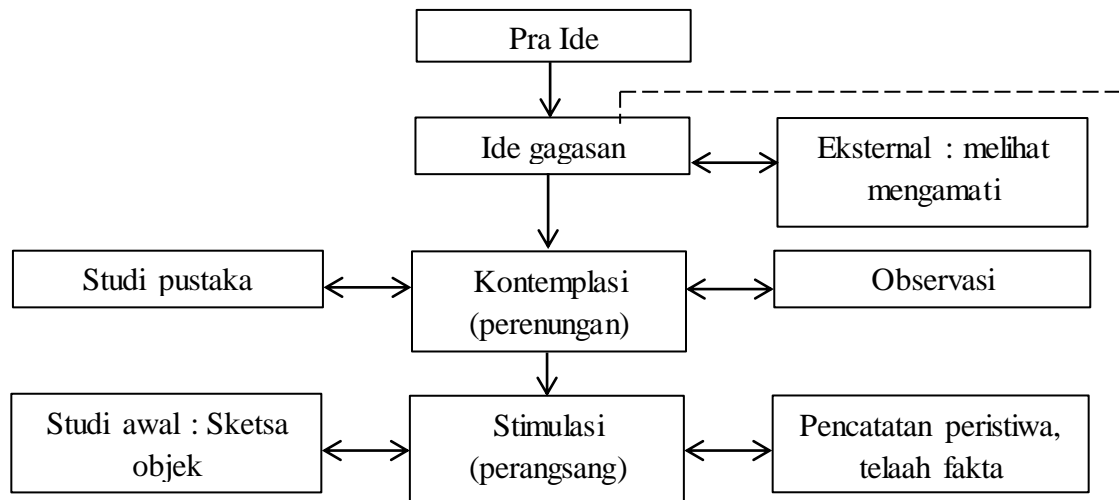 Pra Ide
Ide gagasan
Eksternal : melihat
mengamati
Studi pustaka
Kontemplasi
(perenungan)
Observasi
Studi awal : Sketsa
objek
Stimulasi
(perangsang)
Pencatatan peristiwa,
telaah fakta